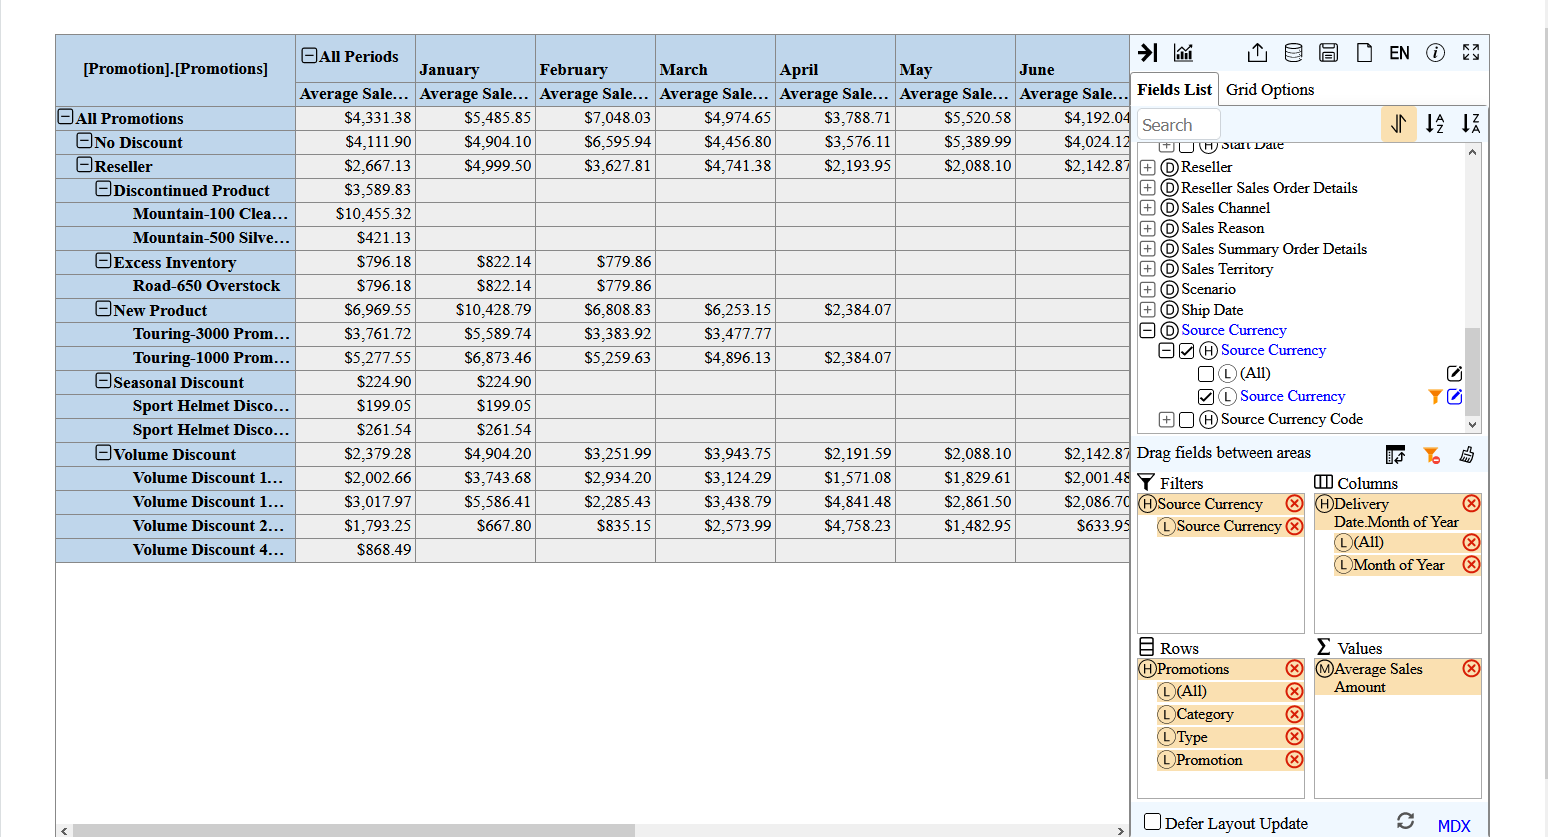 [Promotion].[Promotions]
All Periods
January February March April May June
Average Sale... Average Sale... Average Sale... Average Sale... Average Sale... Average Sale... Average Sale...
All Promotions $4,331.38 $5,485.85 $7,048.03 $4,974.65 $3,788.71 $5,520.58 $4,192.04
No Discount $4,111.90 $4,904.10 $6,595.94 $4,456.80 $3,576.11 $5,389.99 $4,024.12
Reseller $2,667.13 $4,999.50 $3,627.81 $4,741.38 $2,193.95 $2,088.10 $2,142.87
Discontinued Product $3,589.83
Mountain-100 Clea... $10,455.32
Mountain-500 Silve... $421.13
Excess Inventory $796.18 $822.14 $779.86
Road-650 Overstock $796.18 $822.14 $779.86
New Product $6,969.55 $10,428.79 $6,808.83 $6,253.15 $2,384.07
Touring-3000 Prom... $3,761.72 $5,589.74 $3,383.92 $3,477.77
Touring-1000 Prom... $5,277.55 $6,873.46 $5,259.63 $4,896.13 $2,384.07
Seasonal Discount $224.90 $224.90
Sport Helmet Disco... $199.05 $199.05
Sport Helmet Disco... $261.54 $261.54
Volume Discount $2,379.28 $4,904.20 $3,251.99 $3,943.75 $2,191.59 $2,088.10 $2,142.87
Volume Discount 1... $2,002.66 $3,743.68 $2,934.20 $3,124.29 $1,571.08 $1,829.61 $2,001.48
Volume Discount 1... $3,017.97 $5,586.41 $2,285.43 $3,438.79 $4,841.48 $2,861.50 $2,086.70
Volume Discount 2... $1,793.25 $667.80 $835.15 $2,573.99 $4,758.23 $1,482.95 $633.95
Volume Discount 4... $868.49
EN
Fields List Grid Options
Search
H Start Date
D Reseller
D Reseller Sales Order Details
D Sales Channel
D Sales Reason
D Sales Summary Order Details
D Sales Territory
D Scenario
D Ship Date
D Source Currency
H Source Currency
L (All)
L Source Currency
H Source Currency Code
Drag fields between areas
Filters
H Source Currency
L Source Currency
Columns
H Delivery
Date.Month of Year
L (All)
L Month of Year
Rows
H Promotions
L (All)
L Category
L Type
L Promotion
Σ Values
M Average Sales
Amount
Defer Layout Update MDX